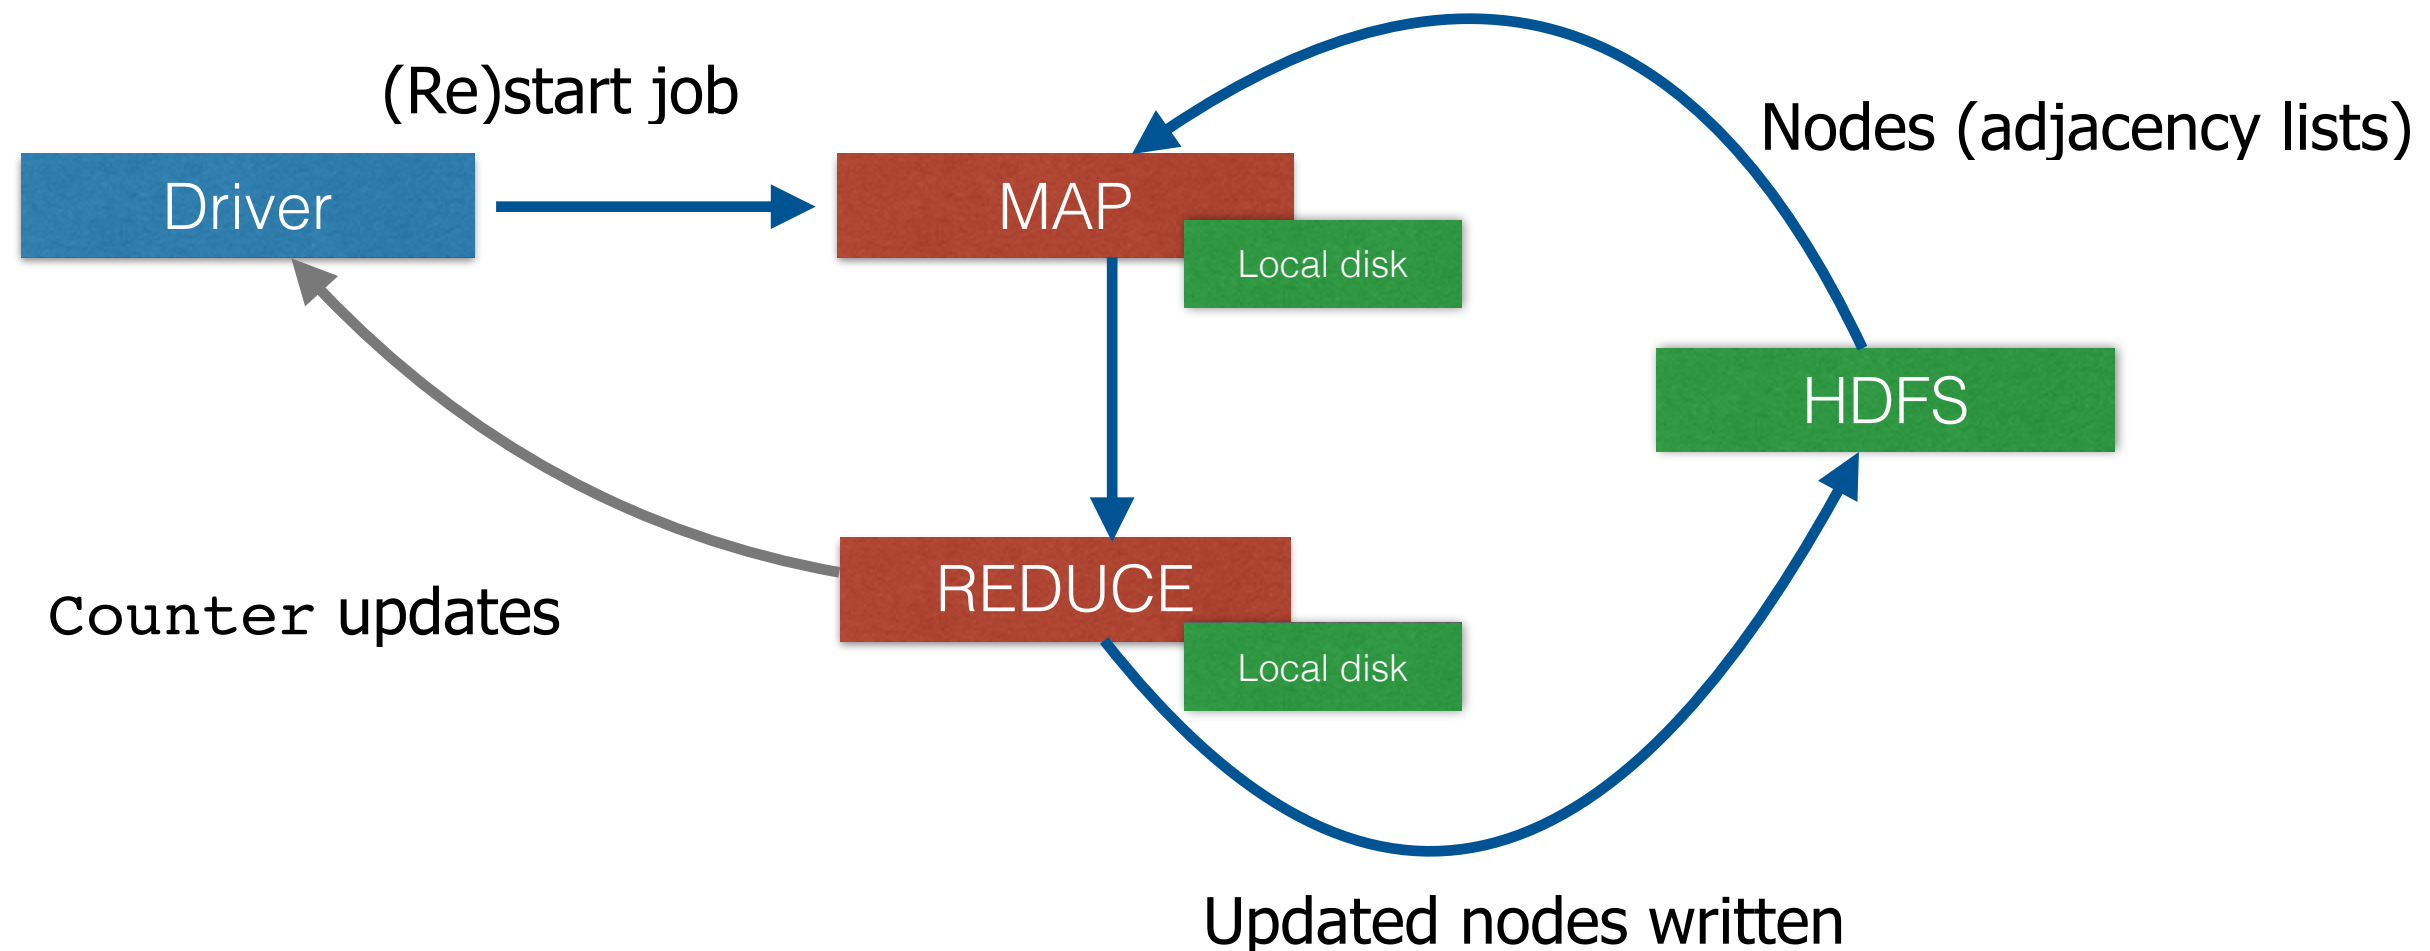 (Re)start job
Nodes (adjacency lists)
Driver
MAP
Local disk
HDFS
REDUCE
Counter updates
Local disk
Updated nodes written